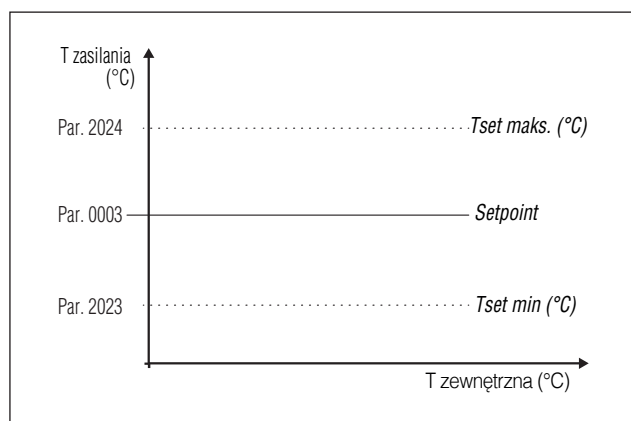 T zasilania
(°C)
Par. 2024
Tset maks. (°C)
Par. 0003
Setpoint
Par. 2023
Tset min (°C)
T zewnętrzna (°C)